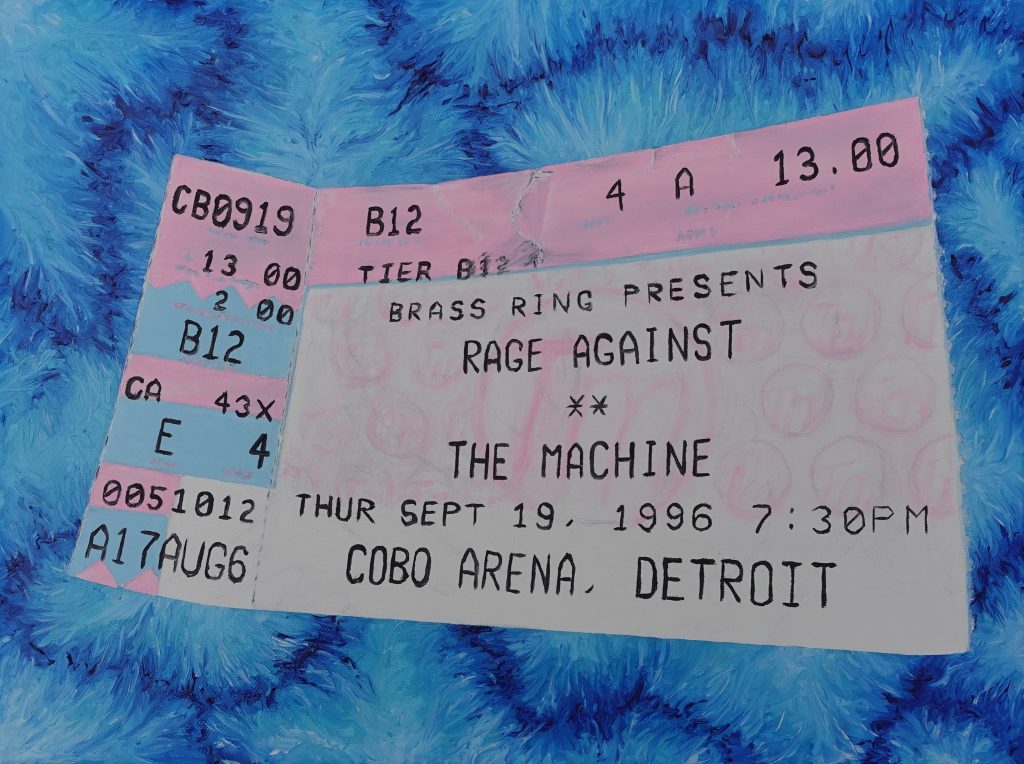 CB0919
13 00
2 00
B12
CA 43X
E 4
0051012
A17AUG6
B12 4 A 13.00
TIER B12
BRASS RING PRESENTS
RAGE AGAINST
**
THE MACHINE
THUR SEPT 19, 1996 7:30PM
COBO ARENA, DETROIT